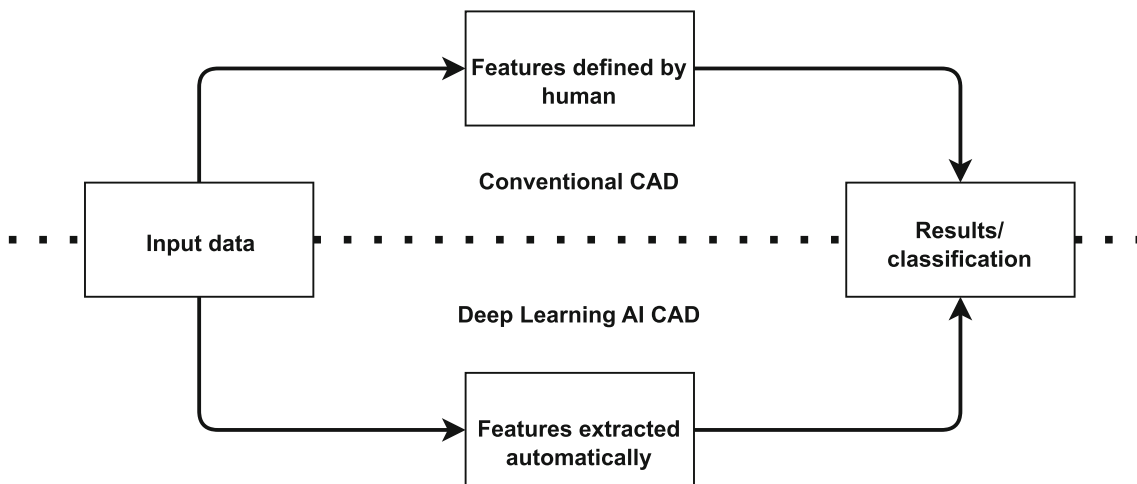 Features defined by
human
Conventional CAD
Input data
Results/
classification
Deep Learning AI CAD
Features extracted
automatically